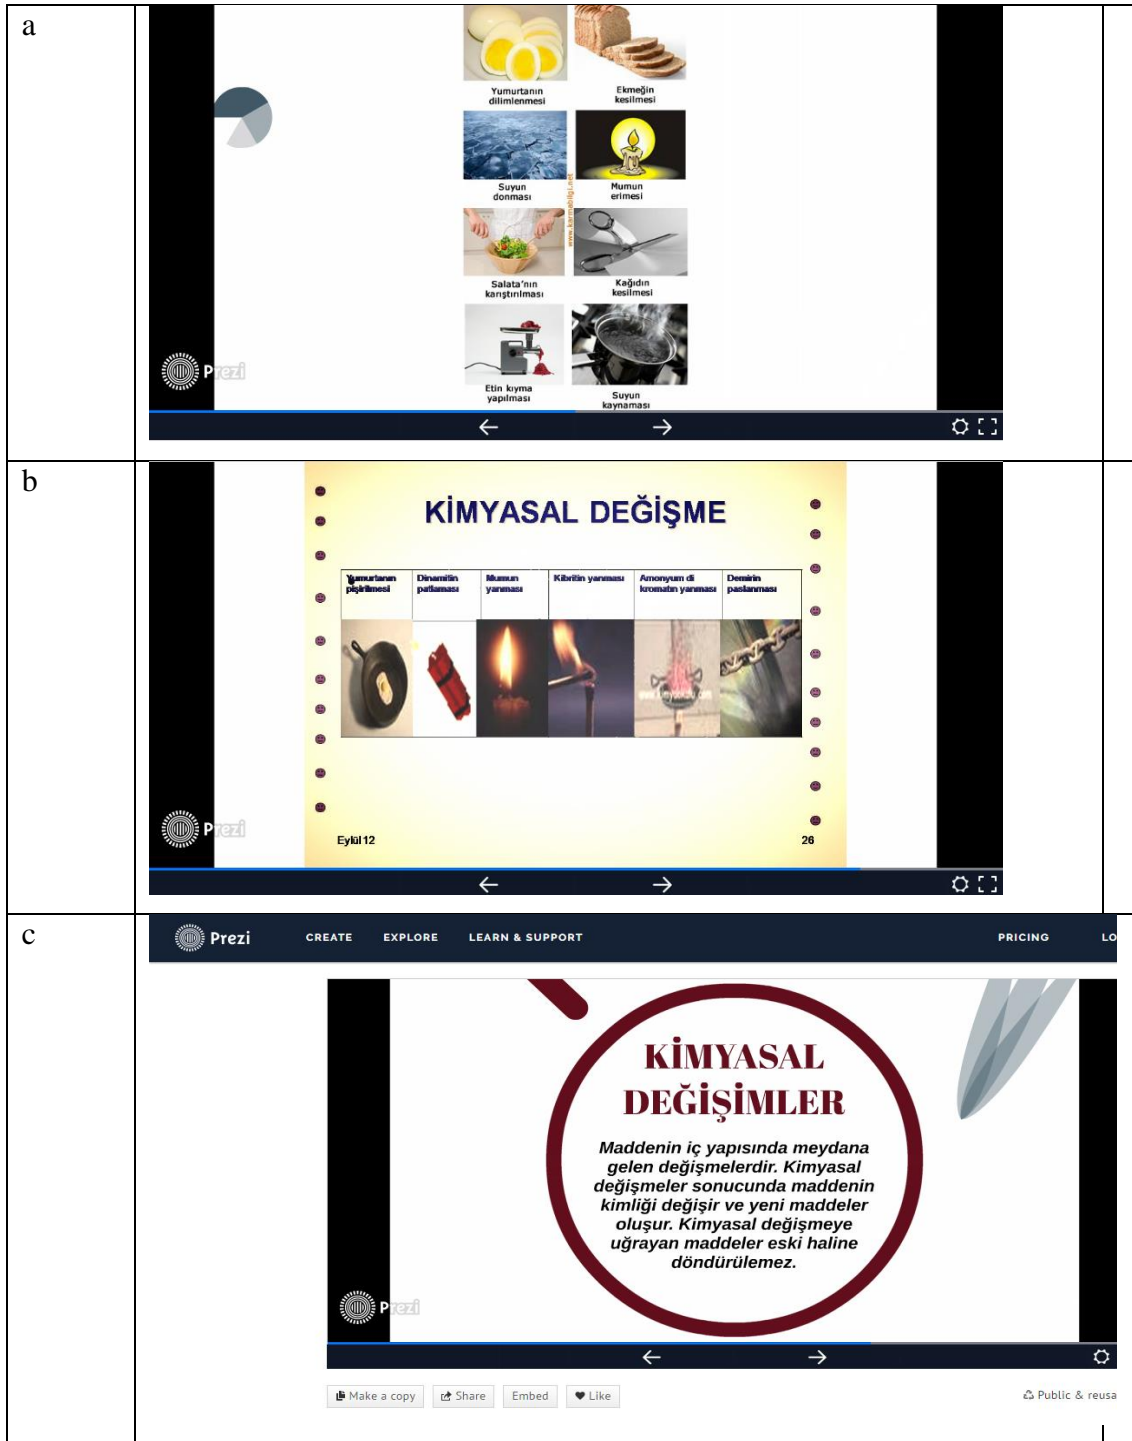 a
Yumurtanın
dilimlenmesi
Ekmeğin
kesilmesi
Suyun
donması
Mumun
erimesi
www.karmabilgi.net
Salata'nın
karıştırılması
Kağıdın
kesilmesi
Etin kıyma
yapılması
Suyun
kaynaması
Prezi
b
KİMYASAL DEĞİŞME
Yumurtanın
pişirilmesi
Dinamitin
patlaması
Mumun
yanması
Kibritin yanması
Amonyum di
kromatın yanması
Demirin
paslanması
Eylül 12
26
Prezi
c
Prezi CREATE EXPLORE LEARN & SUPPORT PRICING LO
KİMYASAL
DEĞİŞİMLER
Maddenin iç yapısında meydana
gelen değişmelerdir. Kimyasal
değişmeler sonucunda maddenin
kimliği değişir ve yeni maddeler
oluşur. Kimyasal değişmeye
uğrayan maddeler eski haline
döndürülemez.
Prezi
Make a copy Share Embed Like Public & reusa